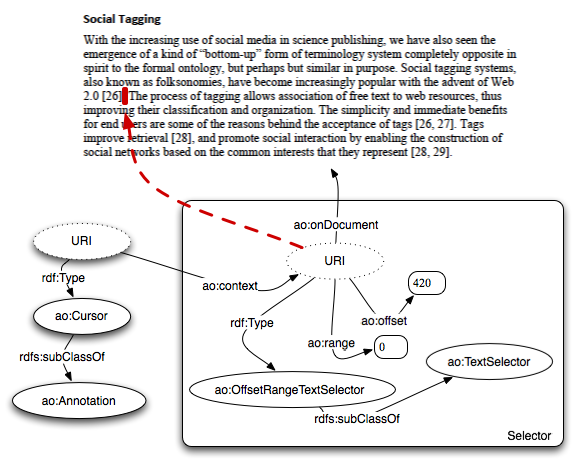 Social Tagging
With the increasing use of social media in science publishing, we have also seen the
emergence of a kind of “bottom-up” form of terminology system completely opposite in
spirit to the formal ontology, but perhaps but similar in purpose. Social tagging systems,
also known as folksonomies, have become increasingly popular with the advent of Web
2.0 [26]. The process of tagging allows association of free text to web resources, thus
improving their classification and organization. The simplicity and immediate benefits
for end users are some of the reasons behind the acceptance of tags [26, 27]. Tags
improve retrieval [28], and promote social interaction by enabling the construction of
social networks based on the common interests that they represent [28, 29].
ao:onDocument
URI
URI
rdf:Type
ao:context
420
ao:Cursor
rdf:Type
ao:offset
ao:range
0
rdfs:subClassOf
ao:TextSelector
ao:OffsetRangeTextSelector
ao:Annotation
rdfs:subClassOf
Selector